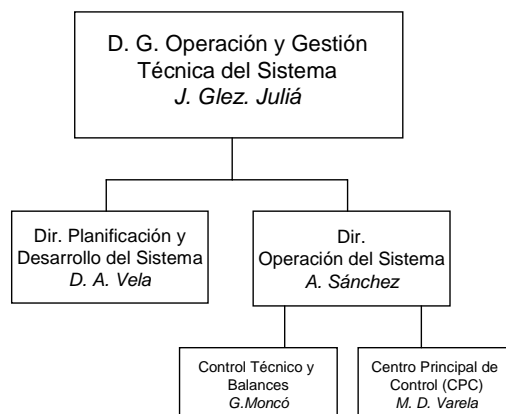 D. G. Operación y Gestión
Técnica del Sistema
J. Glez. Juliá
Dir. Planificación y
Desarrollo del Sistema
D. A. Vela
Dir.
Operación del Sistema
A. Sánchez
Control Técnico y
Balances
G.Moncó
Centro Principal de
Control (CPC)
M. D. Varela